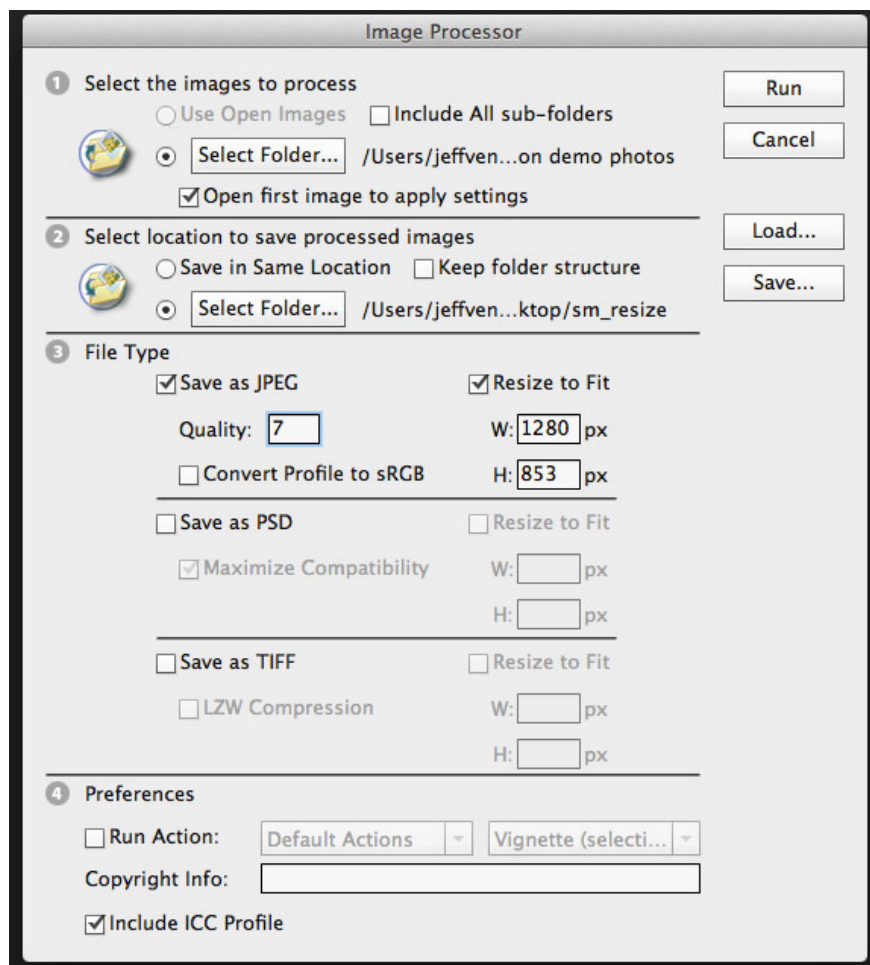 Image Processor
1 Select the images to process
Run
Use Open Images Include All sub-folders
Select Folder... /Users/jeffven...on demo photos
Cancel
Open first image to apply settings
2 Select location to save processed images
Load...
Save in Same Location Keep folder structure
Select Folder... /Users/jeffven...ktop/sm_resize
Save...
3 File Type
Save as JPEG Resize to Fit
Quality: 7 W: 1280 px
Convert Profile to sRGB H: 853 px
Save as PSD Resize to Fit
Maximize Compatibility W: px
H: px
Save as TIFF Resize to Fit
LZW Compression W: px
H: px
4 Preferences
Run Action: Default Actions Vignette (selecti...
Copyright Info:
Include ICC Profile